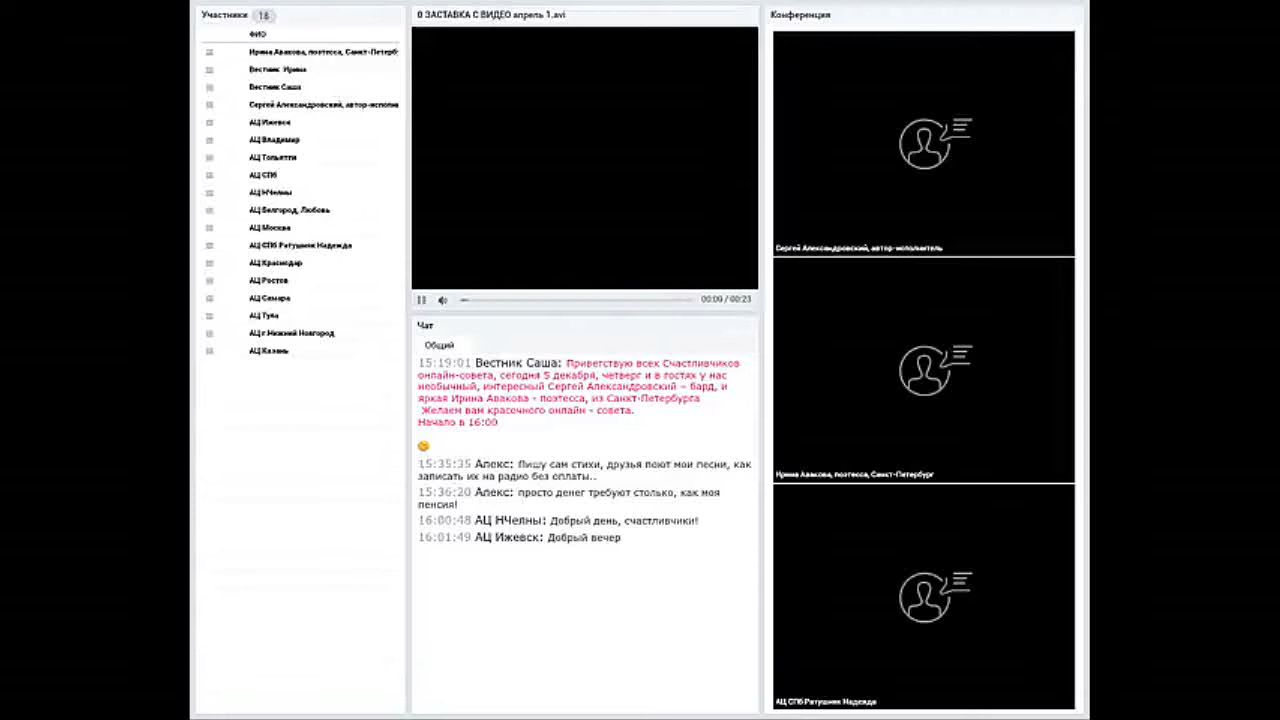 Участники 18
ФИО
Ирина Авакова, поэтесса, Санкт-Петерб
Вестник Ирина
Вестник Саша
Сергей Александровский, автор-исполни
АЦ Ижевск
АЦ Владимир
АЦ Тольятти
АЦ СПб
АЦ НЧелны
АЦ Белгород, Любовь
АЦ Москва
АЦ СПб Ратушняк Надежда
АЦ Краснодар
АЦ Ростов
АЦ Самара
АЦ Тула
АЦ г.Нижний Новгород
АЦ Казань
0 ЗАСТАВКА С ВИДЕО апрель 1.avi
00:00 / 00:23
Чат
Общий
15:19:01 Вестник Саша: Приветствую всех Счастливчиков
онлайн-совета, сегодня 5 декабря, четверг и в гостях у нас
необычный, интересный Сергей Александровский – бард, и
яркая Ирина Авакова - поэтесса, из Санкт-Петербурга
Желаем вам красочного онлайн - совета.
Начало в 16:00
15:35:35 Алекс: Пишу сам стихи, друзья поют мои песни, как
записать их на радио без оплаты..
15:36:20 Алекс: просто денег требуют столько, как моя
пенсия!
16:00:48 АЦ НЧелны: Добрый день, счастливчики!
16:01:49 АЦ Ижевск: Добрый вечер
Конференция
Сергей Александровский, автор-исполнитель
Ирина Авакова, поэтесса, Санкт-Петербург
АЦ СПб Ратушняк Надежда